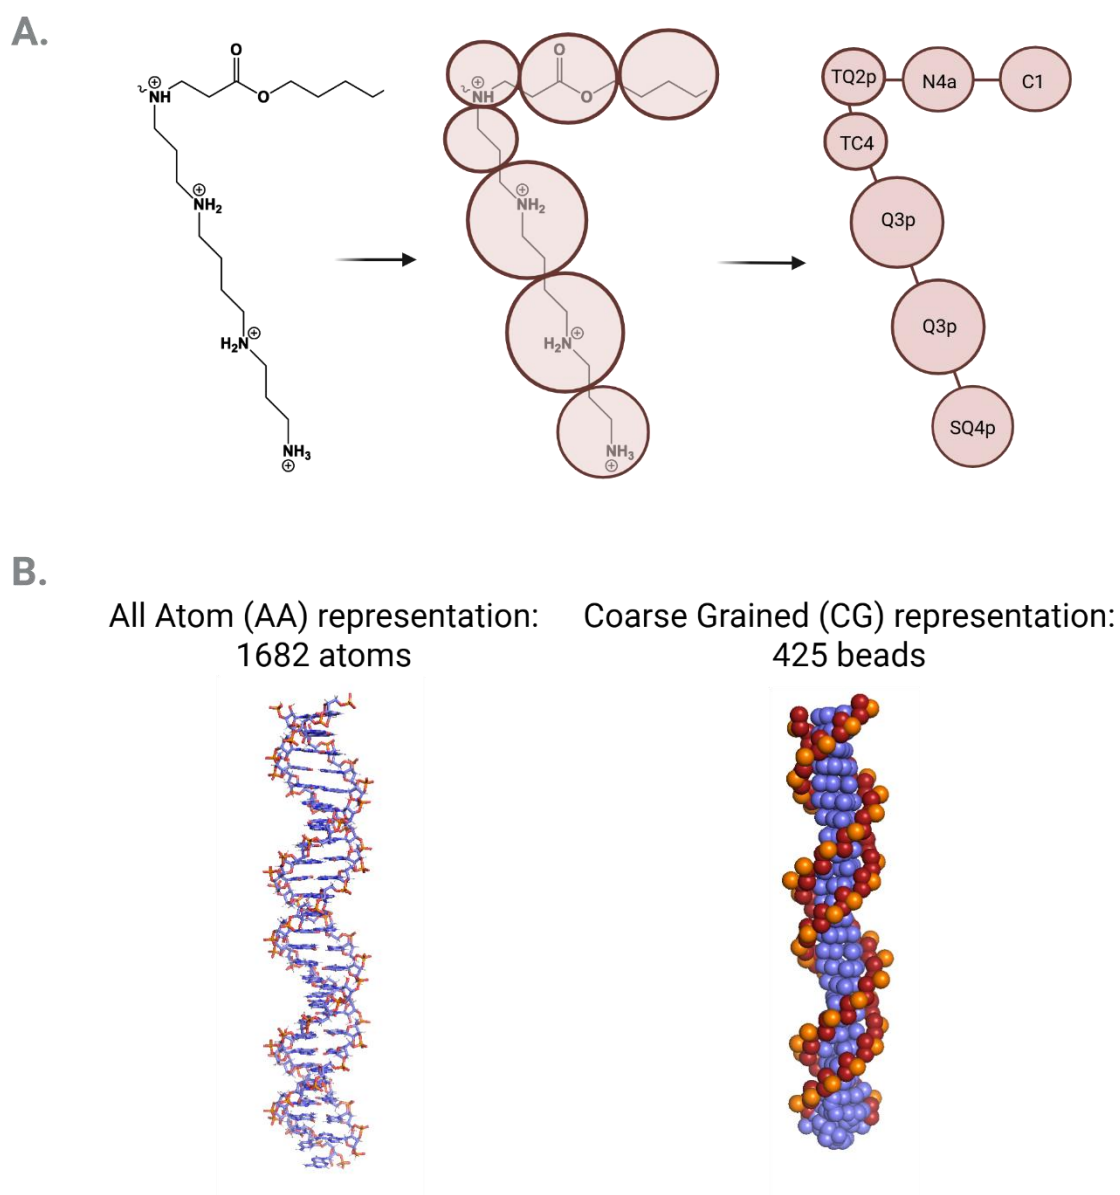 A.
O
O
⊕
NH
⊕
NH₂
⊕
H₂N
NH₃
⊕
O
O
⊕
NH
⊕
NH₂
⊕
H₂N
NH₃
⊕
TQ2p
N4a
C1
TC4
Q3p
Q3p
SQ4p
B.
All Atom (AA) representation:
1682 atoms
Coarse Grained (CG) representation:
425 beads